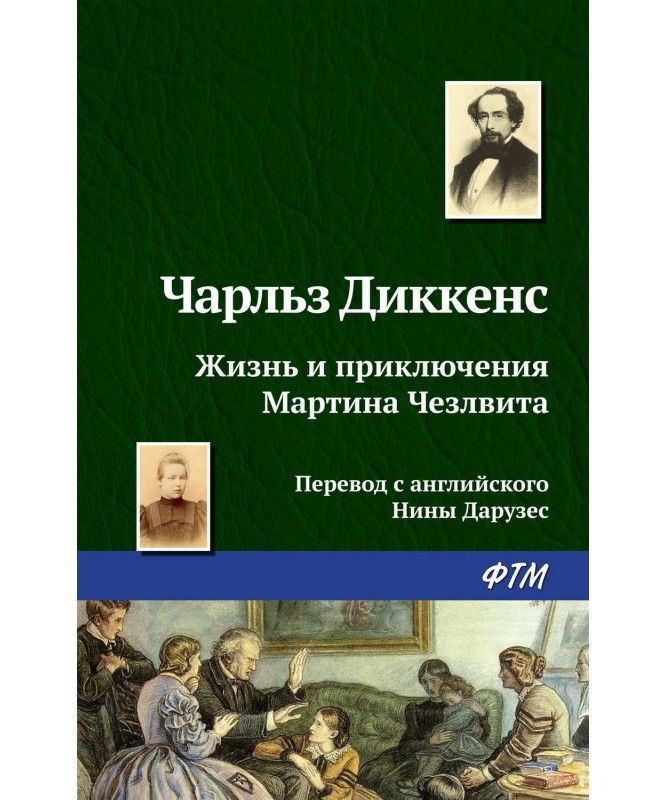 Чарльз Диккенс
Жизнь и приключения
Мартина Чезлвита
Перевод с английского
Нины Дарузес
ФТМ